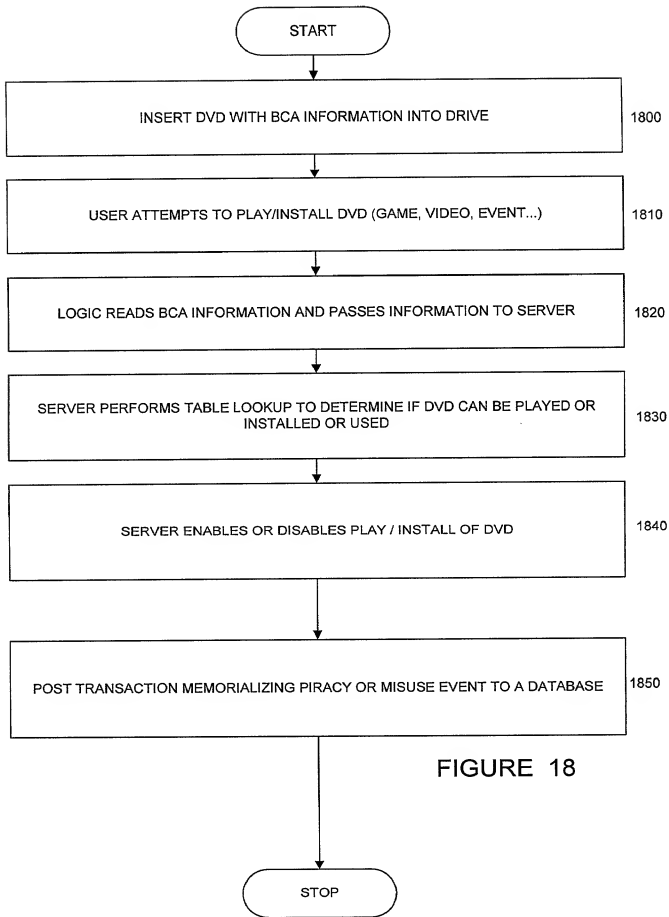 START
INSERT DVD WITH BCA INFORMATION INTO DRIVE
1800
USER ATTEMPTS TO PLAY/INSTALL DVD (GAME, VIDEO, EVENT...)
1810
LOGIC READS BCA INFORMATION AND PASSES INFORMATION TO SERVER
1820
SERVER PERFORMS TABLE LOOKUP TO DETERMINE IF DVD CAN BE PLAYED OR
INSTALLED OR USED
1830
SERVER ENABLES OR DISABLES PLAY / INSTALL OF DVD
1840
POST TRANSACTION MEMORIALIZING PIRACY OR MISUSE EVENT TO A DATABASE
1850
FIGURE 18
STOP